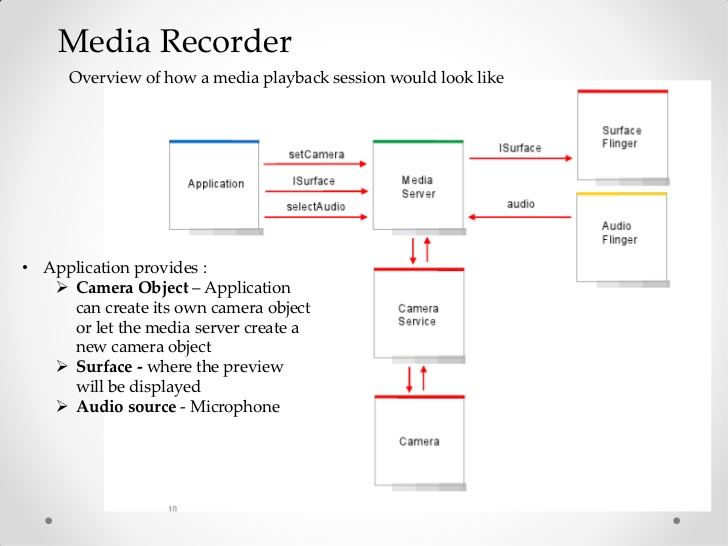 Media Recorder
Overview of how a media playback session would look like
Surface
Flinger
setCamera
ISurface
Application
ISurface
Media
Server
selectAudio
audio
Audio
Flinger
• Application provides :
➢ Camera Object – Application
can create its own camera object
or let the media server create a
new camera object
➢ Surface - where the preview
will be displayed
➢ Audio source - Microphone
Camera
Service
Camera
10